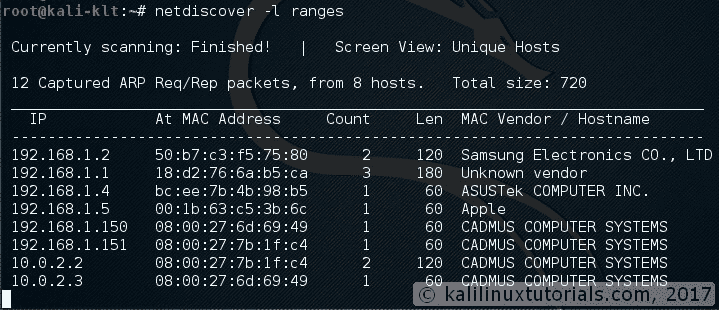 root@kali-klt:~# netdiscover -l ranges
Currently scanning: Finished!   |   Screen View: Unique Hosts
12 Captured ARP Req/Rep packets, from 8 hosts.   Total size: 720
_____________________________________________________________________________
IP            At MAC Address     Count     Len  MAC Vendor / Hostname
-----------------------------------------------------------------------------
192.168.1.2     50:b7:c3:f5:75:80      2     120  Samsung Electronics CO., LTD
192.168.1.1     18:d2:76:6a:b5:ca      3     180  Unknown vendor
192.168.1.4     bc:ee:7b:4b:98:b5      1      60  ASUSTek COMPUTER INC.
192.168.1.5     00:1b:63:c5:3b:6c      1      60  Apple
192.168.1.150   08:00:27:6d:69:49      1      60  CADMUS COMPUTER SYSTEMS
192.168.1.151   08:00:27:7b:1f:c4      1      60  CADMUS COMPUTER SYSTEMS
10.0.2.2        08:00:27:7b:1f:c4      2     120  CADMUS COMPUTER SYSTEMS
10.0.2.3        08:00:27:6d:69:49      1      60  CADMUS COMPUTER SYSTEMS
© kalilinuxtutorials.com, 2017